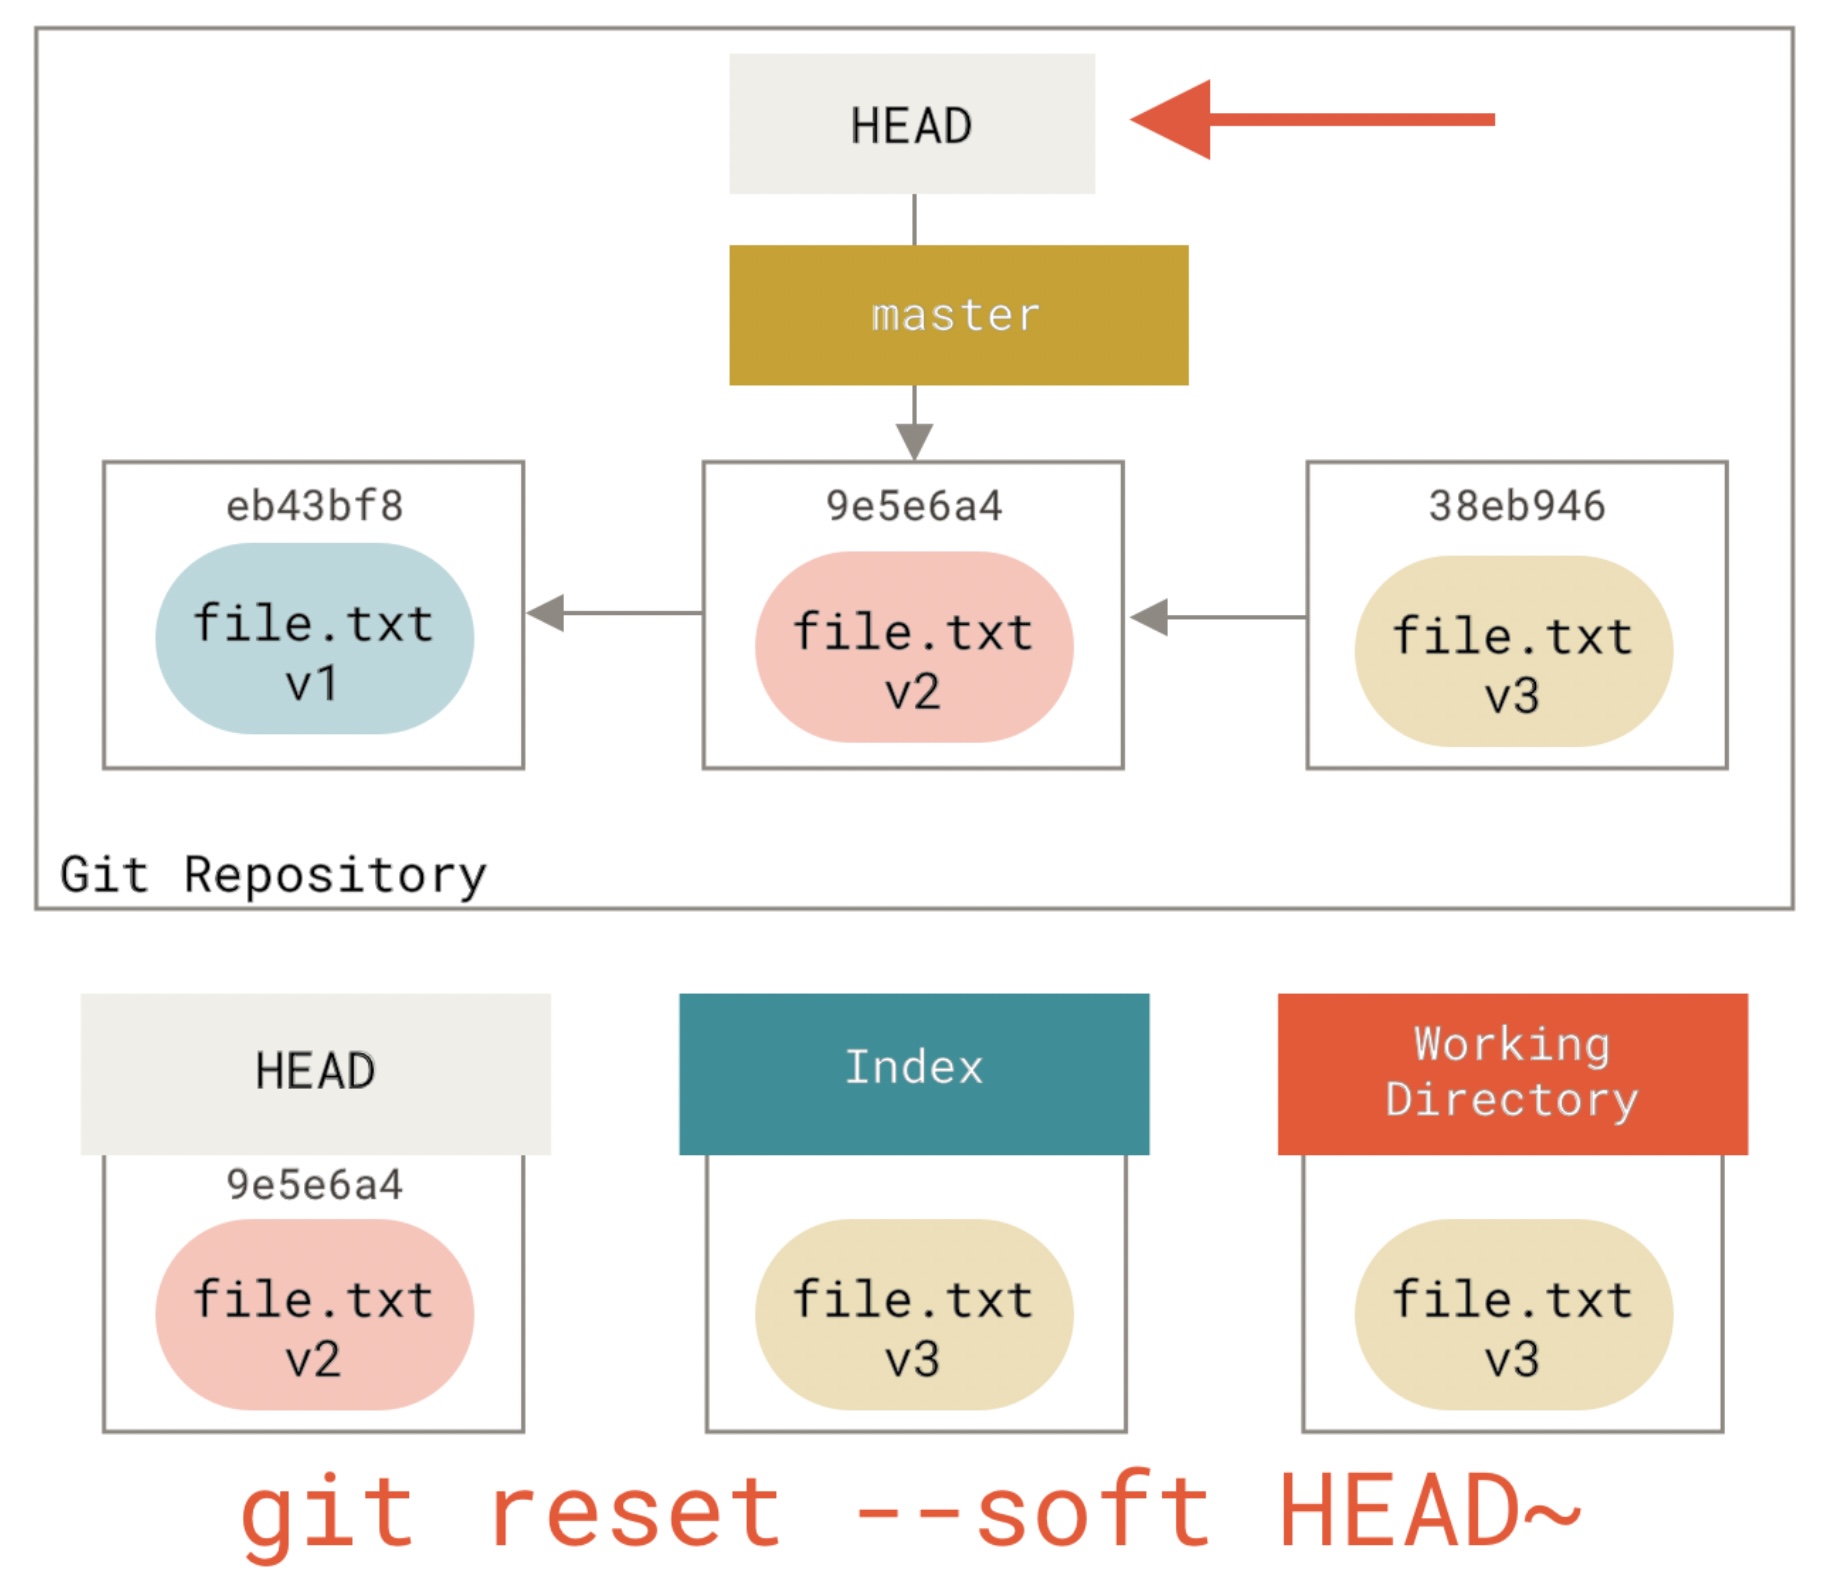 HEAD
master
eb43bf8
file.txt
v1
9e5e6a4
file.txt
v2
38eb946
file.txt
v3
Git Repository
HEAD
9e5e6a4
file.txt
v2
Index
file.txt
v3
Working
Directory
file.txt
v3
git reset --soft HEAD~